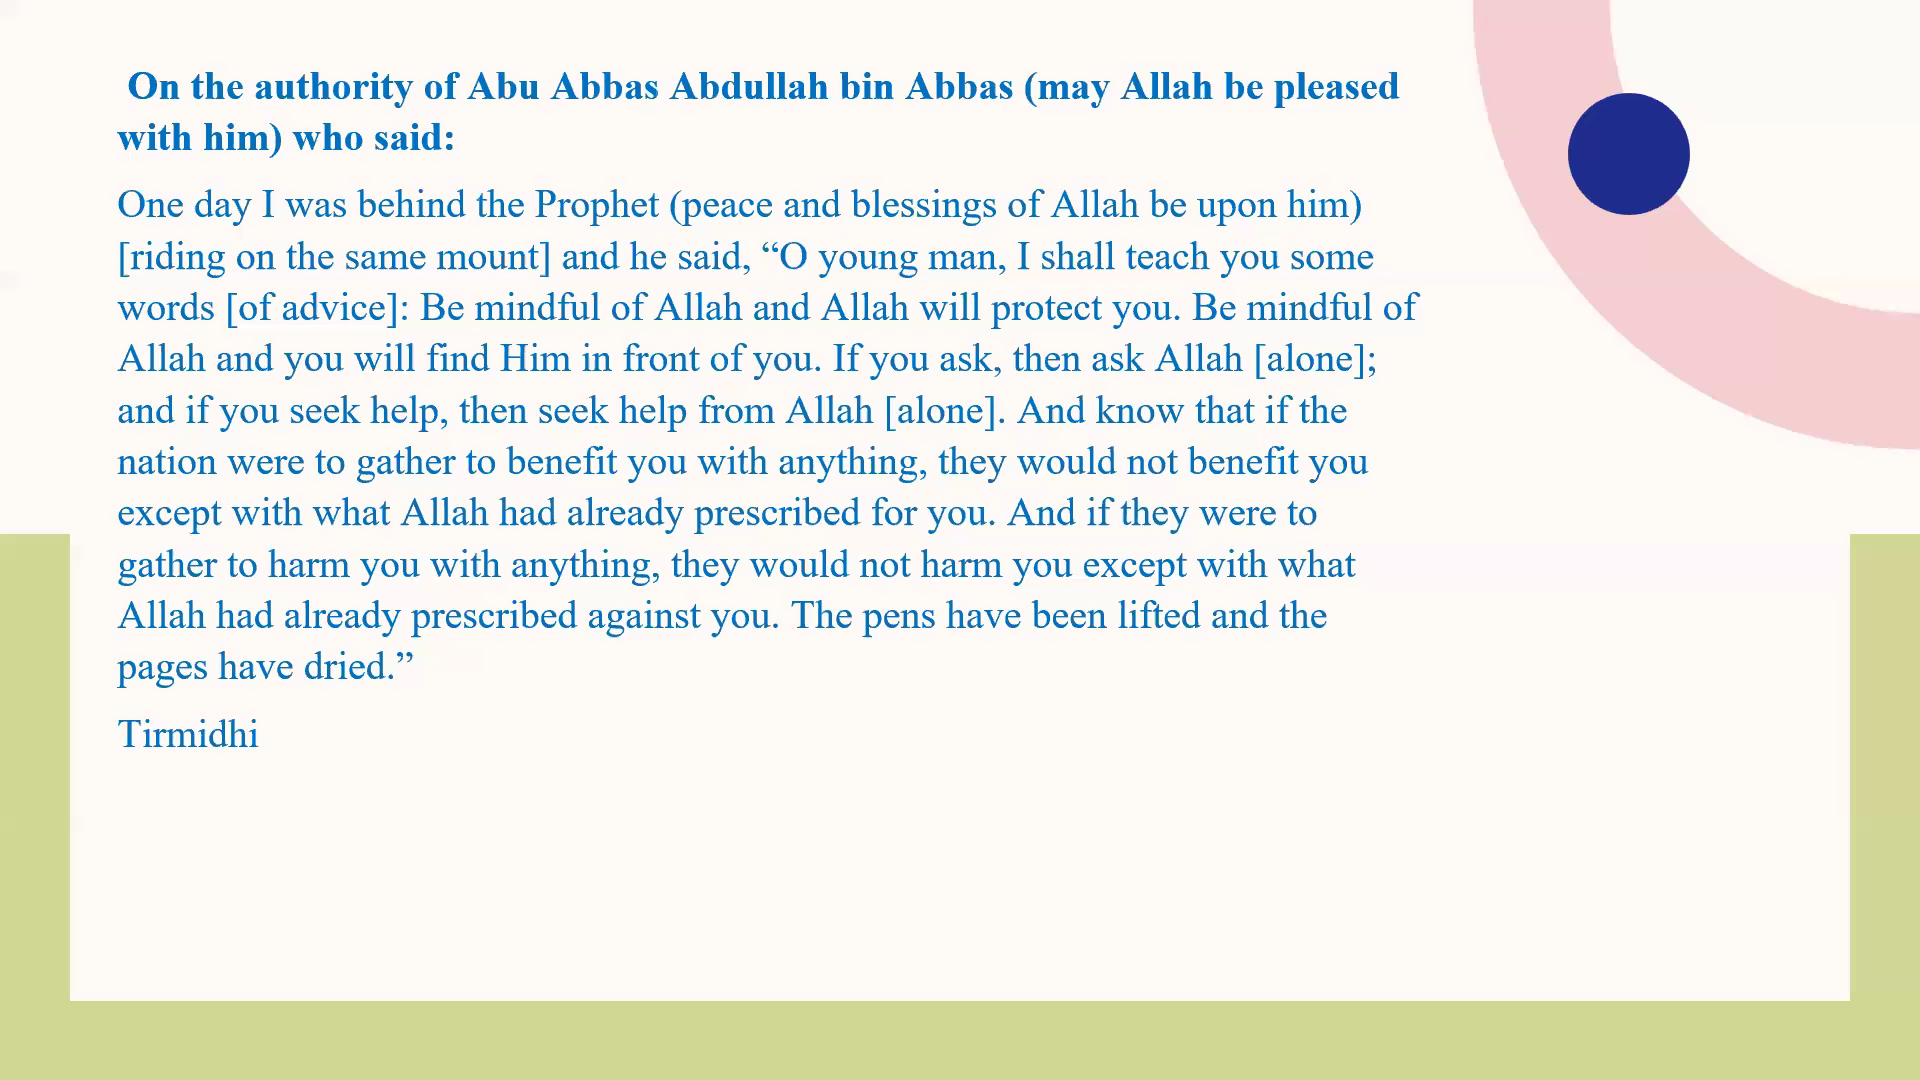 On the authority of Abu Abbas Abdullah bin Abbas (may Allah be pleased
with him) who said:
One day I was behind the Prophet (peace and blessings of Allah be upon him)
[riding on the same mount] and he said, “O young man, I shall teach you some
words [of advice]: Be mindful of Allah and Allah will protect you. Be mindful of
Allah and you will find Him in front of you. If you ask, then ask Allah [alone];
and if you seek help, then seek help from Allah [alone]. And know that if the
nation were to gather to benefit you with anything, they would not benefit you
except with what Allah had already prescribed for you. And if they were to
gather to harm you with anything, they would not harm you except with what
Allah had already prescribed against you. The pens have been lifted and the
pages have dried.”
Tirmidhi